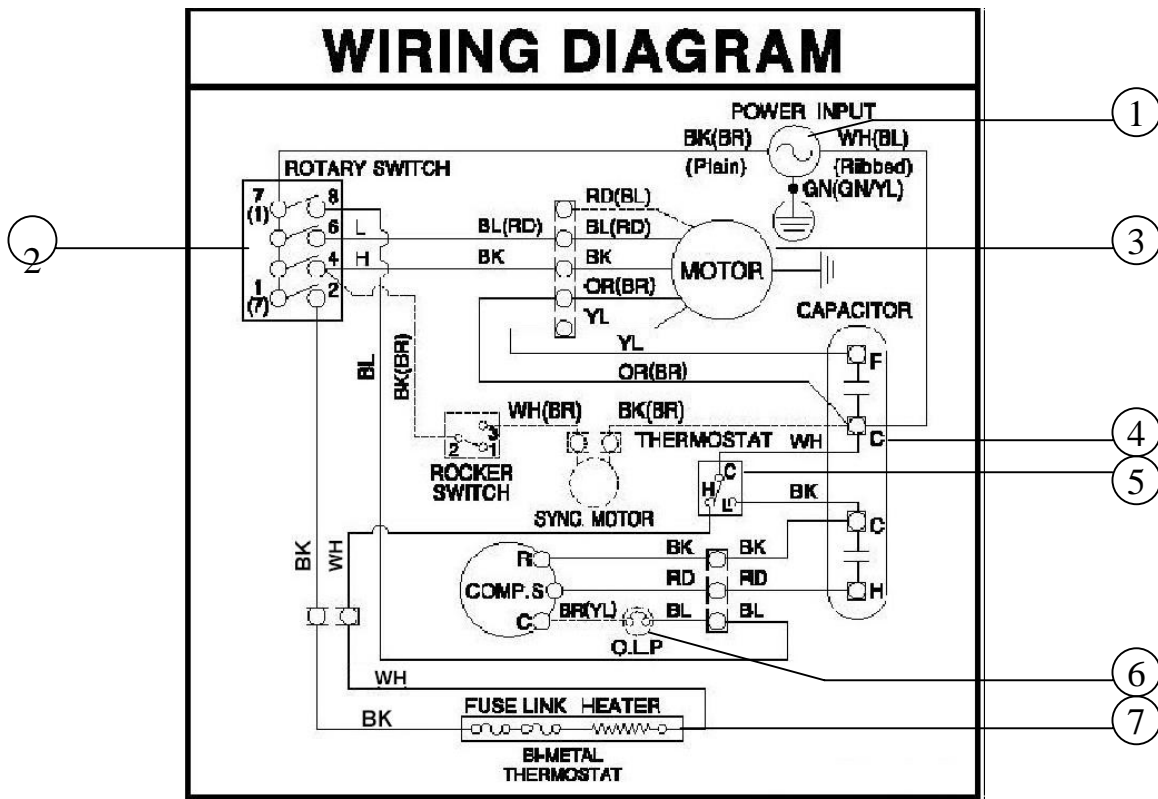 WIRING DIAGRAM
POWER INPUT
1
BK(BR)
WH(BL)
(Plain)
(Ribbed)
GN(GN/YL)
ROTARY SWITCH
7
(1)
8
6
L
4
H
1
(7)
2
2
RD(BL)
BL(RD)
BL(RD)
BK
BK
OR(BR)
YL
MOTOR
3
CAPACITOR
YL
F
OR(BR)
BL
BK(BR)
WH(BR)
BK(BR)
C
4
3
2
1
ROCKER
SWITCH
THERMOSTAT
WH
C
H
L
BK
5
SYNC. MOTOR
C
BK
WH
R
BK
BK
COMP.
S
RD
RD
H
C
BR(YL)
BL
BL
O.L.P
6
WH
FUSE LINK
HEATER
7
BK
BI-METAL
THERMOSTAT